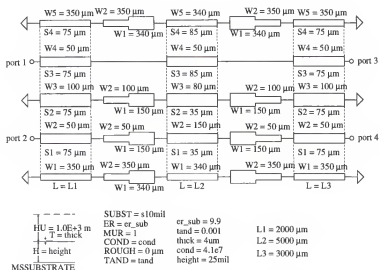 W5 = 350 µm W2 = 350 µm W5 = 340 µm W2 = 350 µm W5 = 350 µm
S4 = 75 µm W1 = 340 µm S4 = 85 µm W1 = 340 µm S4 = 75 µm
W4 = 50 µm W4 = 50 µm W4 = 50 µm
port 1 port 3
S3 = 75 µm S3 = 85 µm S3 = 75 µm
W3 = 100 µm W2 = 100 µm W3 = 80 µm W2 = 100 µm W3 = 100 µm
S2 = 75 µm W1 = 150 µm S2 = 35 µm W1 = 150 µm S2 = 75 µm
W2 = 50 µm W2 = 50 µm W2 = 150 µm W2 = 50 µm W2 = 50 µm
port 2 port 4
S1 = 75 µm W1 = 150 µm S1 = 35 µm W1 = 150 µm S1 = 75 µm
W1 = 350 µm W2 = 350 µm W1 = 340 µm W2 = 350 µm W1 = 350 µm
L = L1 W1 = 340 µm L = L2 W1 = 340 µm L = L3
HU = 1.0E+3 m
T = thick
H = height
MSSUBSTRATE
SUBST = s10mil
ER = er_sub
MUR = 1
COND = cond
ROUGH = 0 µm
TAND = tand
er_sub = 9.9
tand = 0.001
thick = 4µm
cond = 4.1e7
height = 25mil
L1 = 2000 µm
L2 = 5000 µm
L3 = 3000 µm